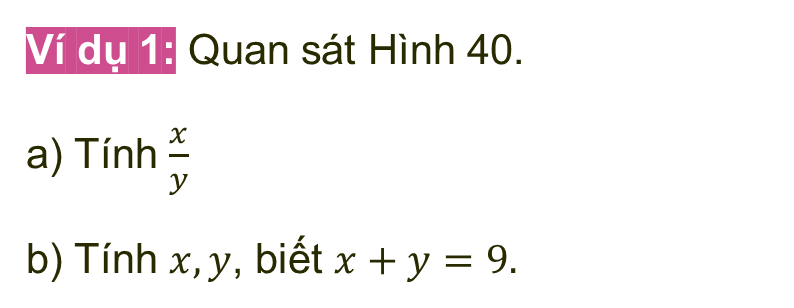 Ví dụ 1: Quan sát Hình 40.
a) Tính x/y
b) Tính x, y, biết x + y = 9.